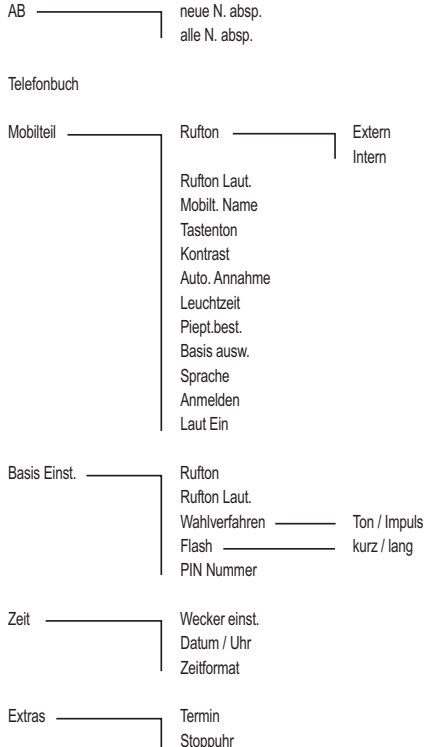 AB neue N. absp.
alle N. absp.
Telefonbuch
Mobilteil Rufton Extern
Intern
Rufton Laut.
Mobilt. Name
Tastenton
Kontrast
Auto. Annahme
Leuchtzeit
Piept.best.
Basis ausw.
Sprache
Anmelden
Laut Ein
Basis Einst. Rufton
Rufton Laut.
Wahlverfahren Ton / Impuls
Flash kurz / lang
PIN Nummer
Zeit Wecker einst.
Datum / Uhr
Zeitformat
Extras Termin
Stoppuhr